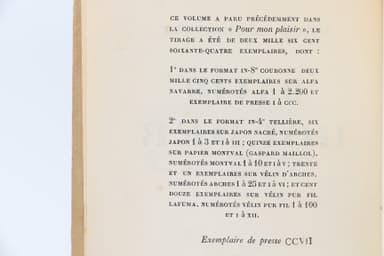 CE VOLUME A PARU PRÉCÉDEMMENT DANS
LA COLLECTION « Pour mon plaisir », LE
TIRAGE A ÉTÉ DE DEUX MILLE SIX CENT
SOIXANTE-QUATRE EXEMPLAIRES, DONT :
1° DANS LE FORMAT IN-8° COURONNE DEUX
MILLE CINQ CENTS EXEMPLAIRES SUR ALFA
NAVARRE, NUMÉROTÉS ALFA 1 à 2.200 ET
EXEMPLAIRE DE PRESSE I à CCC.
2° DANS LE FORMAT IN-4° TELLIÈRE, SIX
EXEMPLAIRES SUR JAPON SACRÉ, NUMÉROTÉS
JAPON 1 à 3 ET I à III ; QUINZE EXEMPLAIRES
SUR PAPIER MONTVAL (GASPARD MAILLOL),
NUMÉROTÉS MONTVAL 1 à 10 ET I à V ; TRENTE
ET UN EXEMPLAIRES SUR VÉLIN D'ARCHES,
NUMÉROTÉS ARCHES 1 à 25 ET I à VI ; ET CENT
DOUZE EXEMPLAIRES SUR VÉLIN PUR FIL
LAFUMA, NUMÉROTÉS VÉLIN PUR FIL 1 à 100
ET I à XII.
Exemplaire de presse CCVII